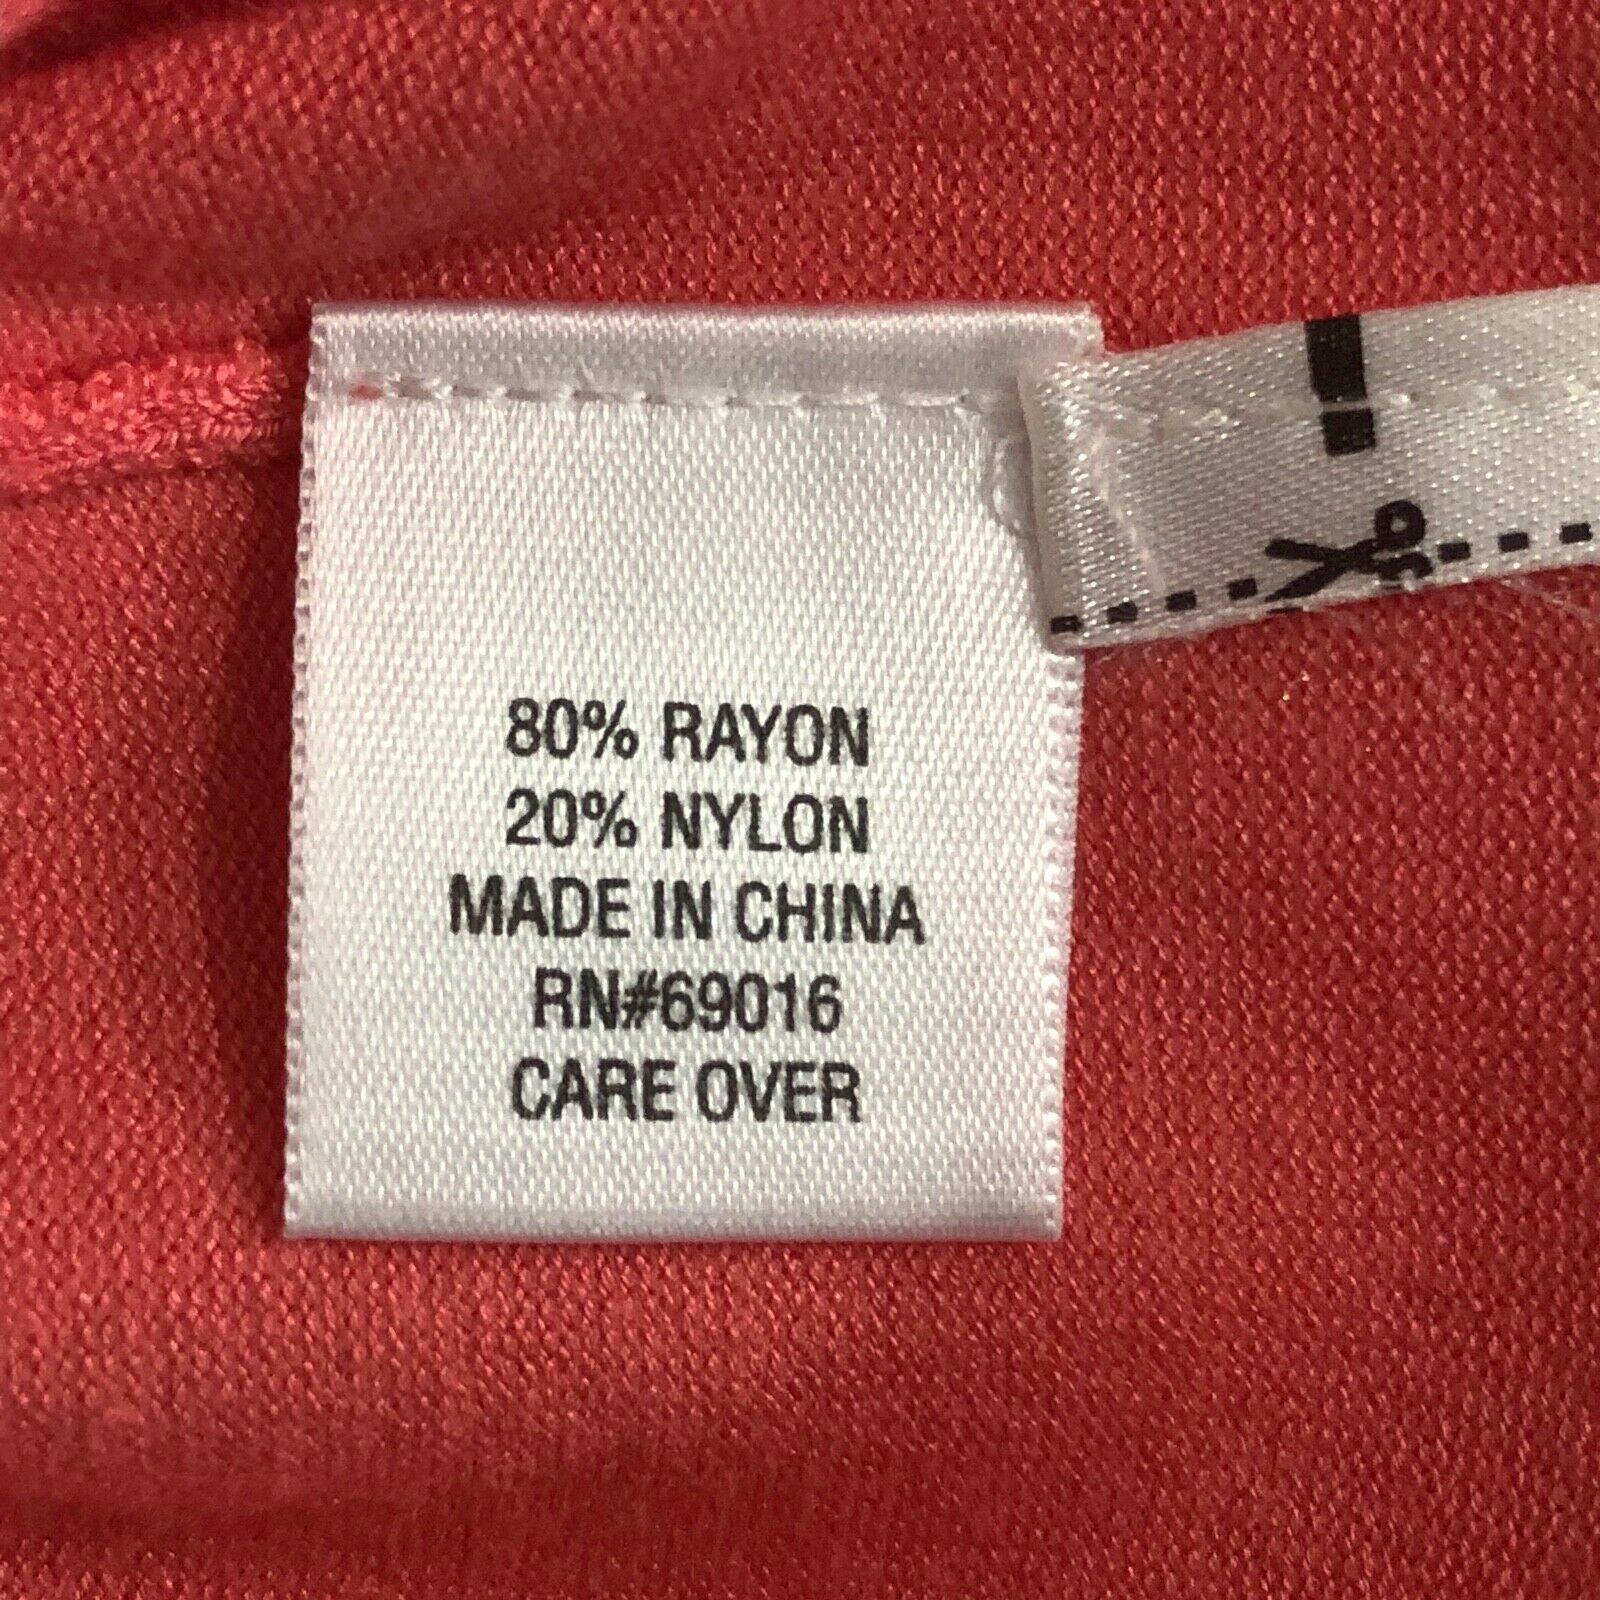 80% RAYON
20% NYLON
MADE IN CHINA
RN#69016
CARE OVER